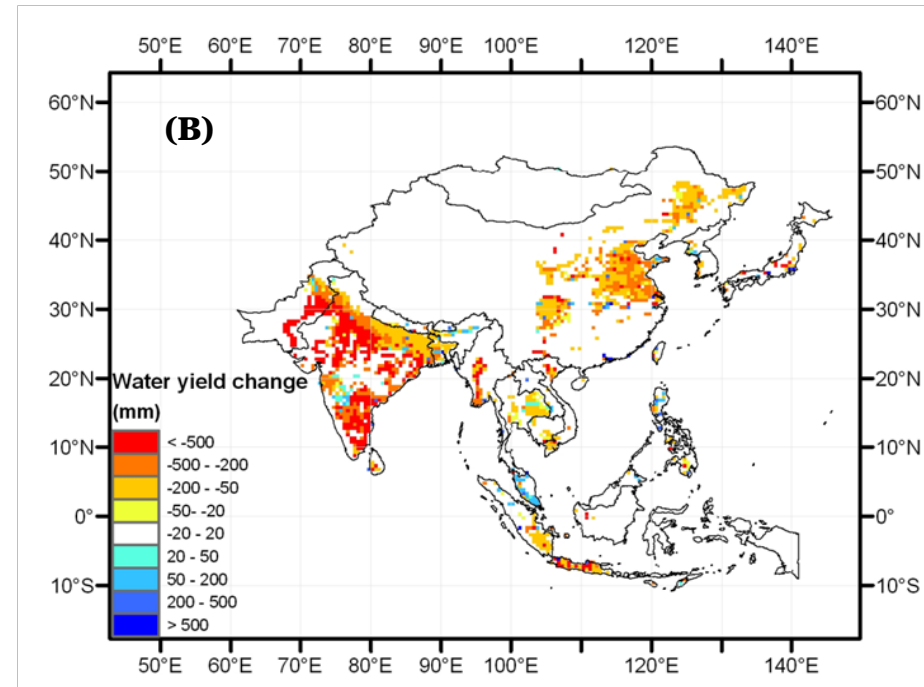 50°E 60°E 70°E 80°E 90°E 100°E 120°E 140°E
60°N 60°N
(B)
50°N 50°N
40°N 40°N
30°N 30°N
20°N 20°N
Water yield change
(mm)
10°N 10°N
< -500
-500 - -200
-200 - -50
-50 - 20
0° 0°
-20 - 20
20 - 50
50 - 200
10°S 10°S
200 - 500
> 500
50°E 60°E 70°E 80°E 90°E 100°E 120°E 140°E